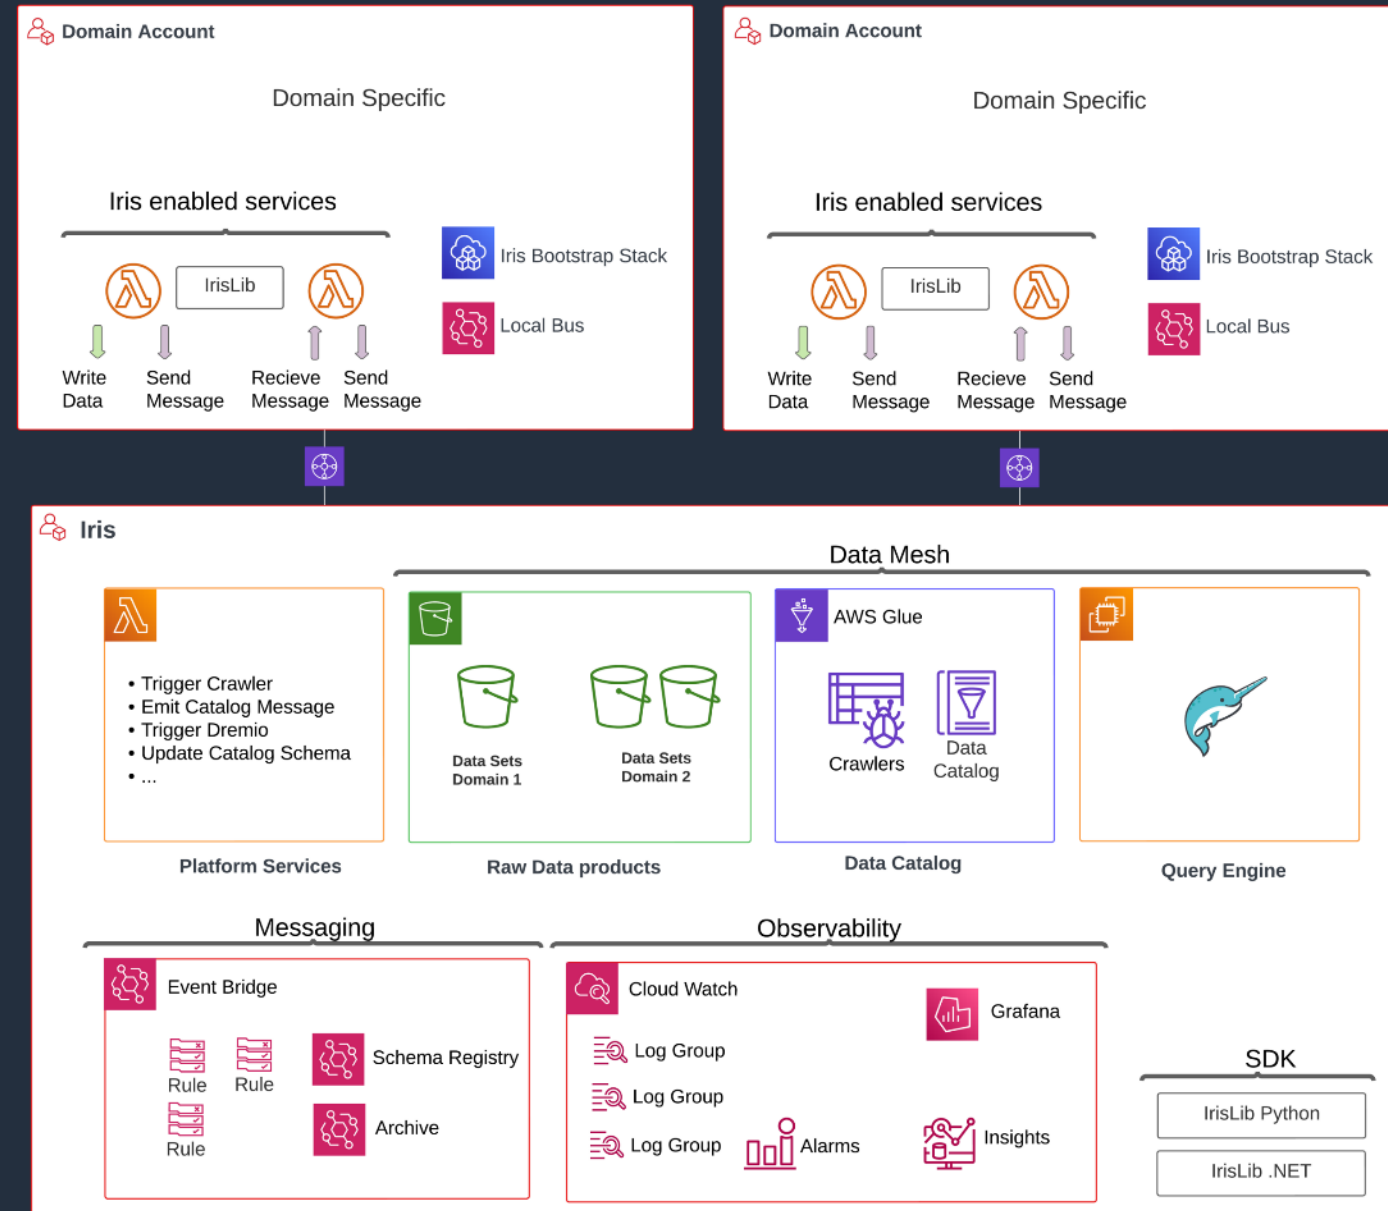 Domain Account
Domain Specific
Iris enabled services
IrisLib
Iris Bootstrap Stack
Local Bus
Write
Data
Send
Message
Recieve
Message
Send
Message
Domain Account
Domain Specific
Iris enabled services
IrisLib
Iris Bootstrap Stack
Local Bus
Write
Data
Send
Message
Recieve
Message
Send
Message
Iris
Data Mesh
• Trigger Crawler
• Emit Catalog Message
• Trigger Dremio
• Update Catalog Schema
• ...
Platform Services
Data Sets
Domain 1
Data Sets
Domain 2
Raw Data products
AWS Glue
Crawlers
Data
Catalog
Data Catalog
Query Engine
Messaging
Event Bridge
Rule
Rule
Rule
Schema Registry
Archive
Observability
Cloud Watch
Log Group
Log Group
Log Group
Alarms
Grafana
Insights
SDK
IrisLib Python
IrisLib .NET